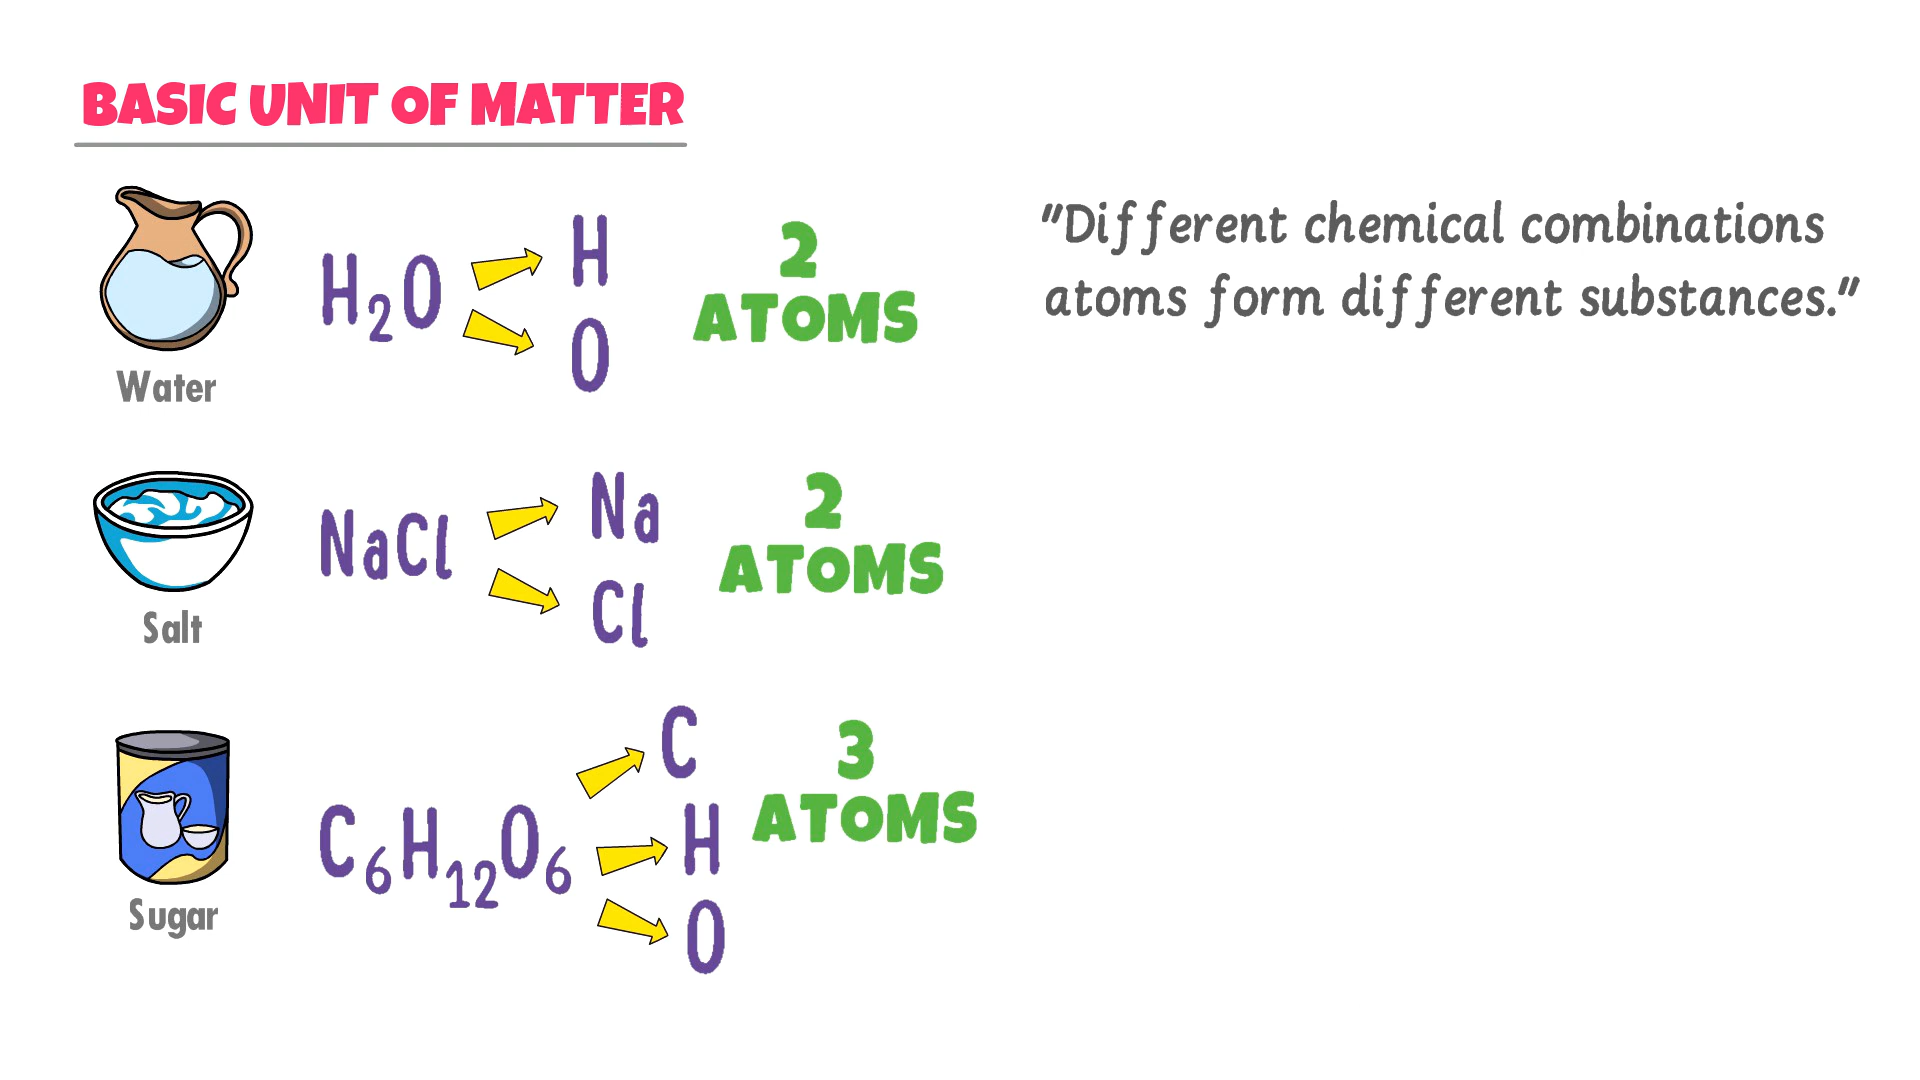 BASIC UNIT OF MATTER
H₂O
H
O
2
ATOMS
Water
"Different chemical combinations
atoms form different substances."
NaCl
Na
Cl
2
ATOMS
Salt
C₆H₁₂O₆
C
H
O
3
ATOMS
Sugar